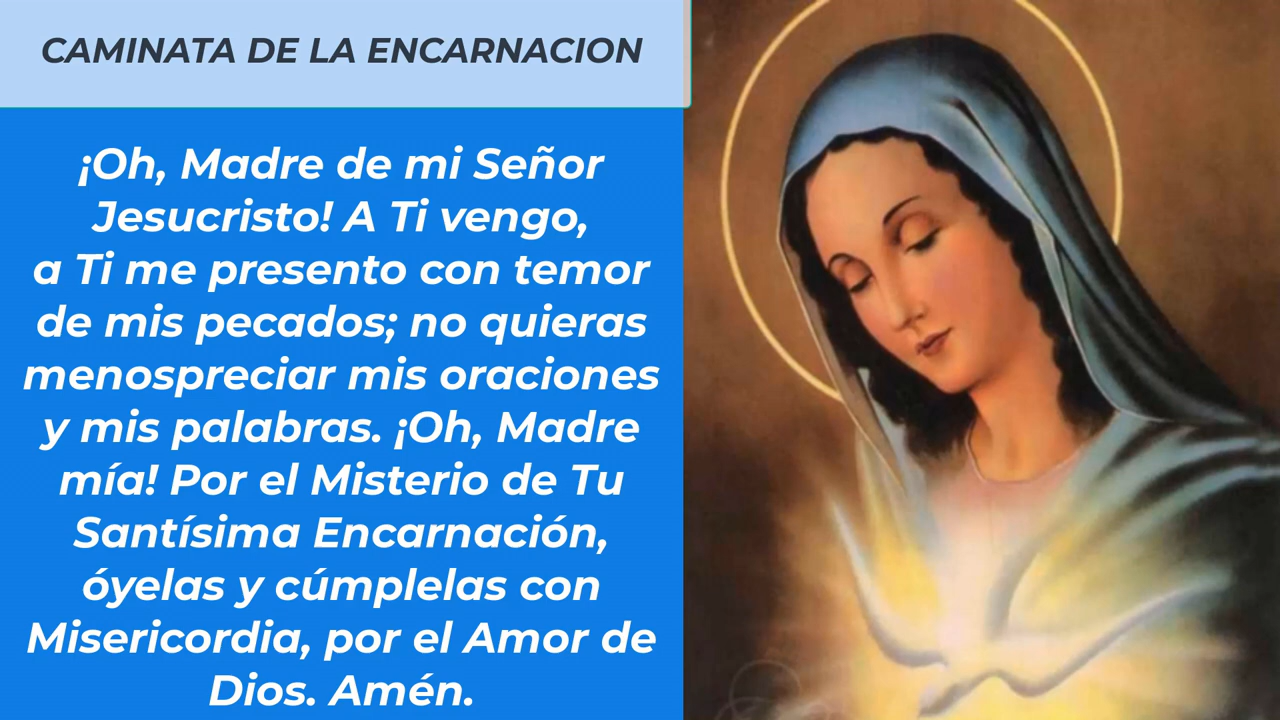 CAMINATA DE LA ENCARNACION
¡Oh, Madre de mi Señor
Jesucristo! A Ti vengo,
a Ti me presento con temor
de mis pecados; no quieras
menospreciar mis oraciones
y mis palabras. ¡Oh, Madre
mía! Por el Misterio de Tu
Santísima Encarnación,
óyelas y cúmplelas con
Misericordia, por el Amor de
Dios. Amén.